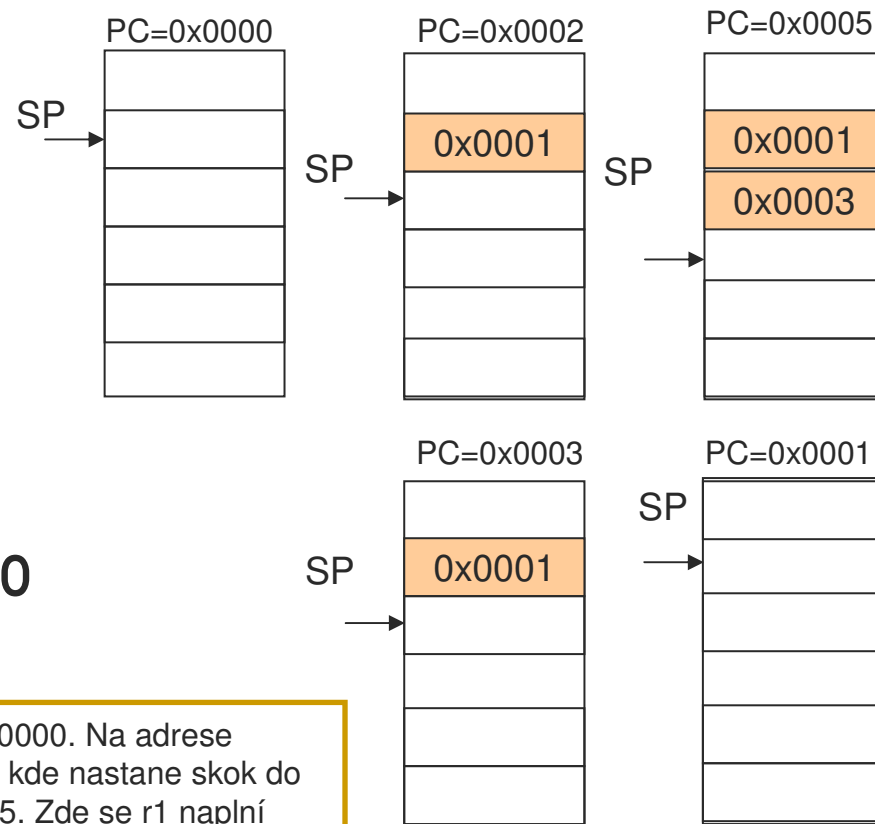 PC=0x0000
PC=0x0002
PC=0x0005
SP
0x0001
0x0001
SP
SP
0x0003
PC=0x0003
PC=0x0001
SP
0
SP
0x0001
0000. Na adrese
kde nastane skok do
5. Zde se r1 naplní